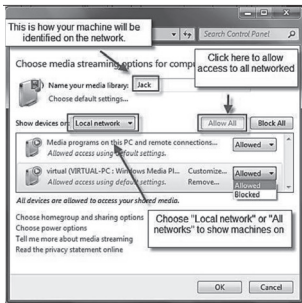 This is how your machine will be
identified on the network.
Search Control Panel
Click here to allow
access to all networked
Choose media streaming options for comp
Name your media library: Jack
Choose default settings...
Show devices on: Local network
Allow All
Block All
Media programs on this PC and remote connections...
Allowed
Allowed access using default settings.
virtual (VIRTUAL-PC : Windows Media Pl...
Customize...
Allowed
Allowed access using default settings.
Remove...
Allowed
Blocked
All devices are allowed to access your shared media.
Choose homegroup and sharing options
Choose power options
Tell me more about media streaming
Read the privacy statement online
Choose "Local network" or "All
networks" to show machines on
OK
Cancel